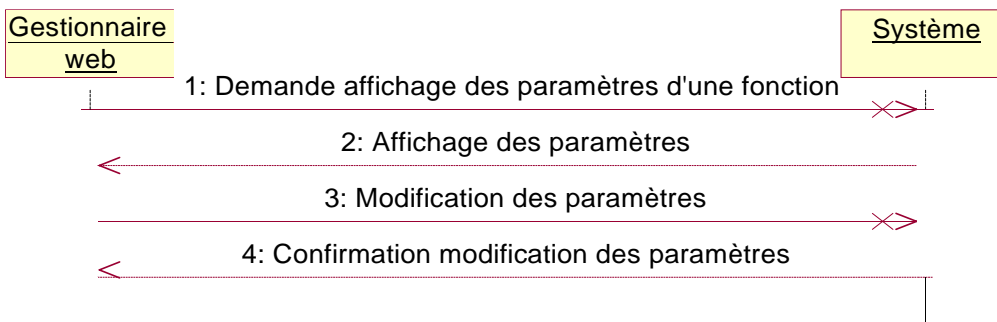 Gestionnaire
web
Système
1: Demande affichage des paramètres d'une fonction
2: Affichage des paramètres
3: Modification des paramètres
4: Confirmation modification des paramètres